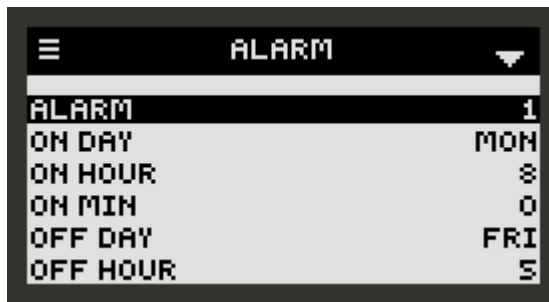 ALARM
ALARM 1
ON DAY MON
ON HOUR 8
ON MIN 0
OFF DAY FRI
OFF HOUR 5